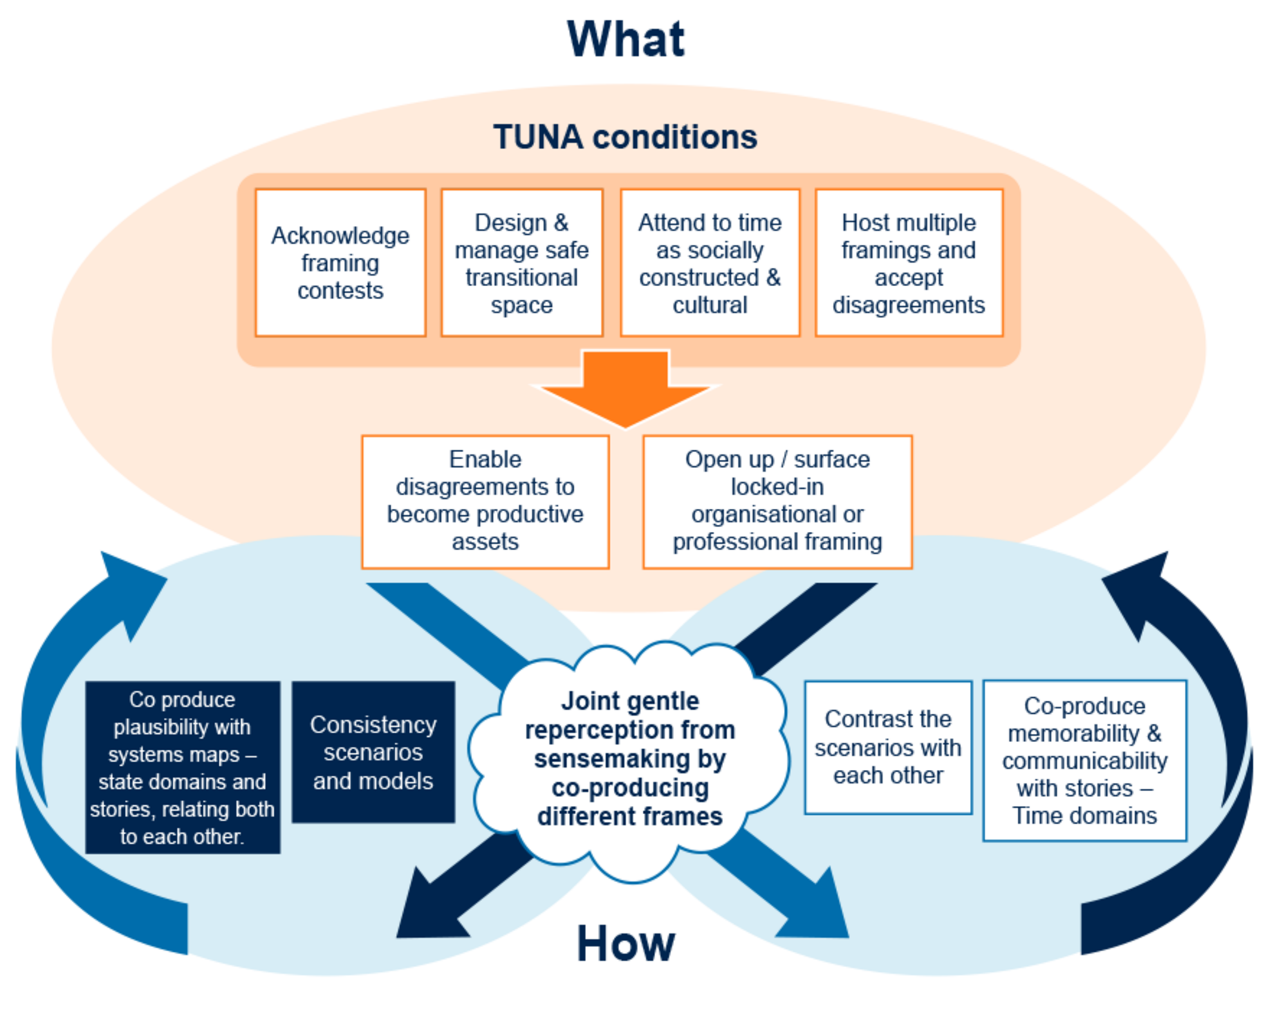 What
TUNA conditions
Acknowledge
framing
contests
Design &
manage safe
transitional
space
Attend to time
as socially
constructed &
cultural
Host multiple
framings and
accept
disagreements
Enable
disagreements to
become productive
assets
Open up / surface
locked-in
organisational or
professional framing
Co produce
plausibility with
systems maps –
state domains and
stories, relating both
to each other.
Consistency
scenarios
and models
Joint gentle
reperception from
sensemaking by
co-producing
different frames
Contrast the
scenarios with
each other
Co-produce
memorability &
communicability
with stories –
Time domains
How